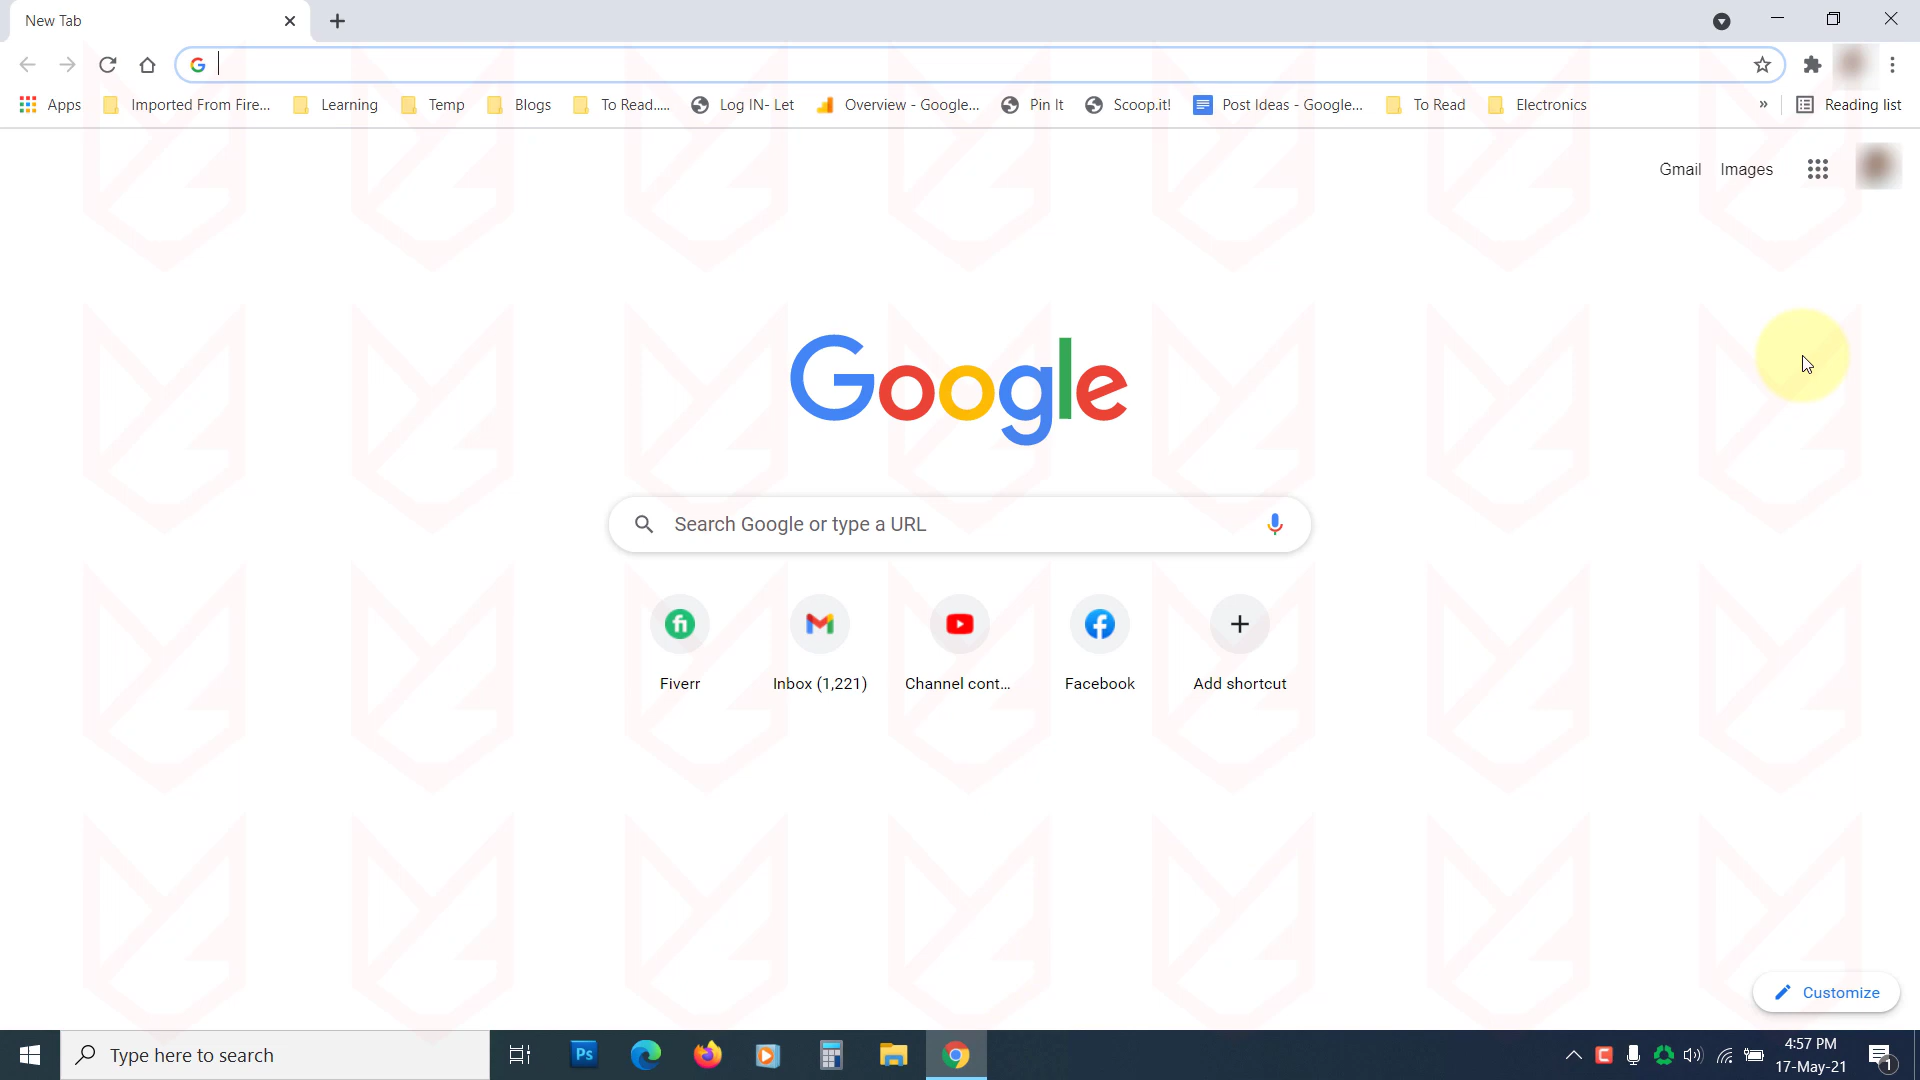 New Tab
Apps
Imported From Fire...
Learning
Temp
Blogs
To Read.....
Log IN- Let
Overview - Google...
Pin It
Scoop.it!
Post Ideas - Google...
To Read
Electronics
»
Reading list
Gmail
Images
Google
Search Google or type a URL
Fiverr
Inbox (1,221)
Channel cont...
Facebook
Add shortcut
Customize
Type here to search
Ps
4:57 PM
17-May-21
1